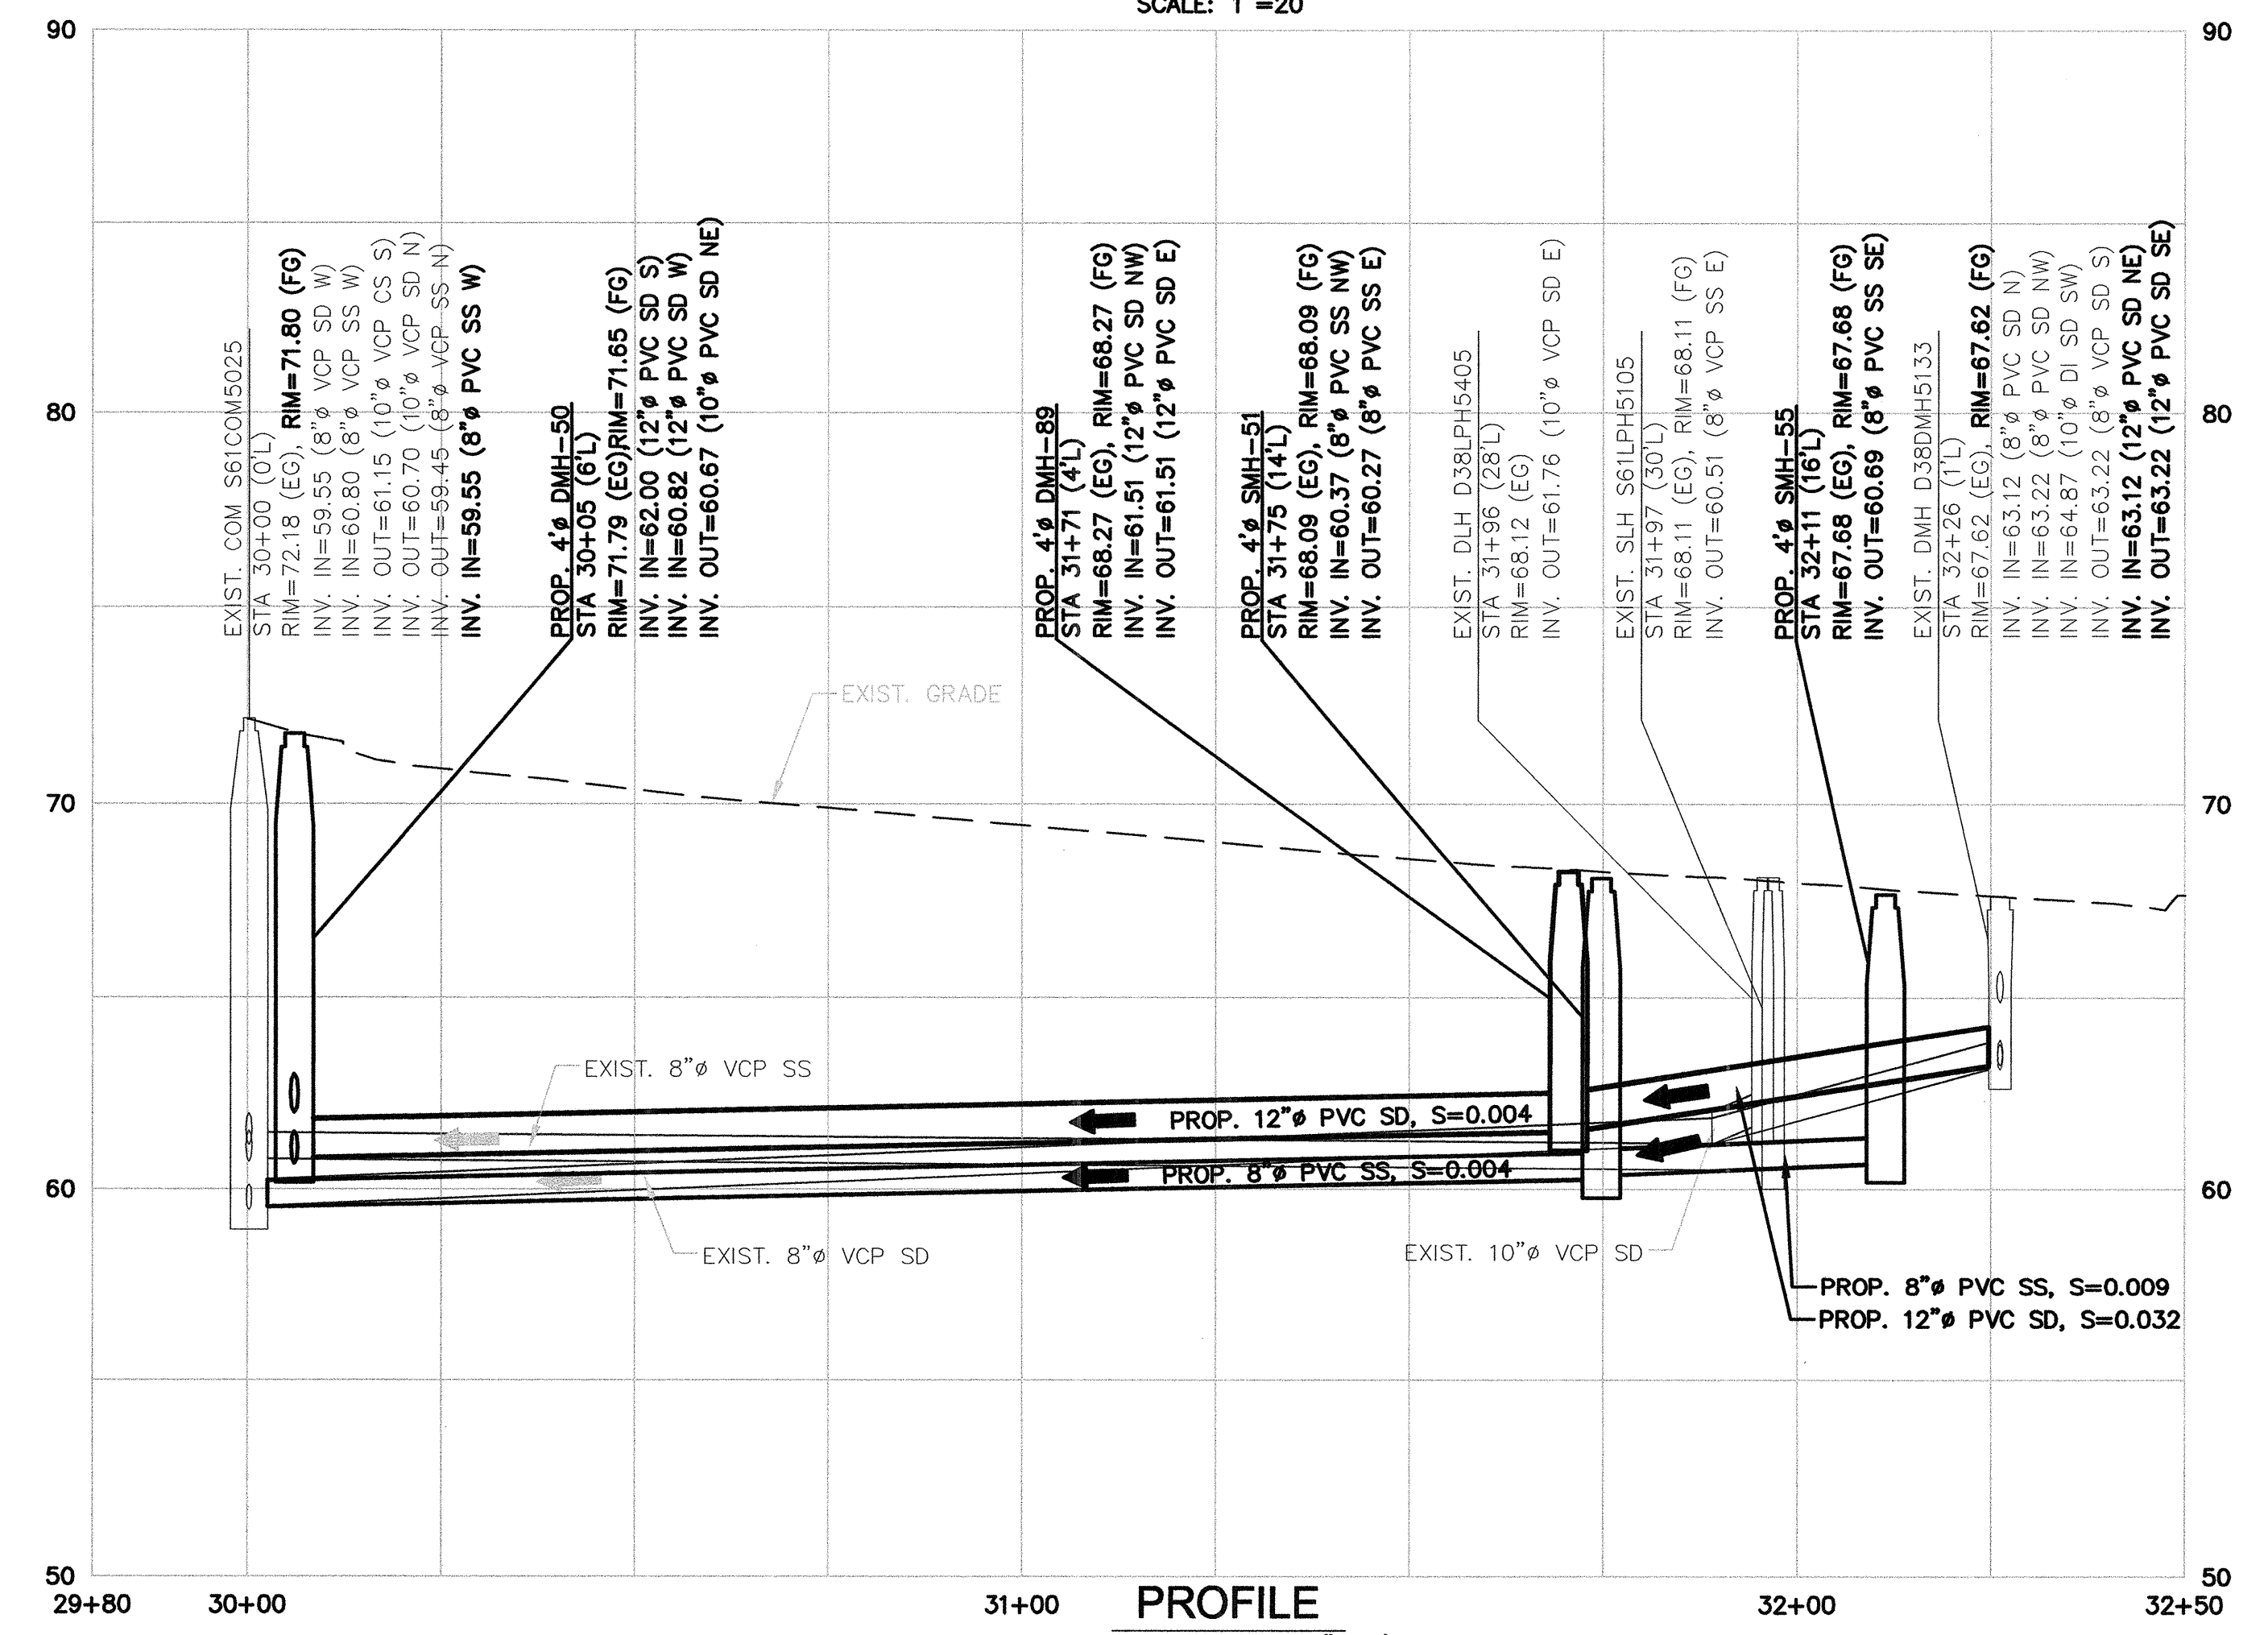 SCALE: 1"=20'
90
90
80
80
70
70
60
60
50
50
EXIST. COM S61COM5025
STA 30+00 (0'L)
RIM=72.18 (EG), RIM=71.80 (FG)
INV. IN=59.55 (8"ø VCP SD W)
INV. IN=60.80 (8"ø VCP SS W)
INV. OUT=61.15 (10"ø VCP CS S)
INV. OUT=60.70 (10"ø VCP SD N)
INV. OUT=59.45 (8"ø VCP SS N)
INV. IN=59.55 (8"ø PVC SS W)
PROP. 4'ø DMH-50
STA 30+05 (6'L)
RIM=71.79 (EG),RIM=71.65 (FG)
INV. IN=62.00 (12"ø PVC SD S)
INV. IN=60.82 (12"ø PVC SD W)
INV. OUT=60.67 (10"ø PVC SD NE)
PROP. 4'ø DMH-89
STA 31+71 (4'L)
RIM=68.27 (EG), RIM=68.27 (FG)
INV. IN=61.51 (12"ø PVC SD NW)
INV. OUT=61.51 (12"ø PVC SD E)
PROP. 4'ø SMH-51
STA 31+75 (14'L)
RIM=68.09 (EG), RIM=68.09 (FG)
INV. IN=60.37 (8"ø PVC SS NW)
INV. OUT=60.27 (8"ø PVC SS E)
EXIST. DLH D38LPH5405
STA 31+96 (28'L)
RIM=68.12 (EG)
INV. OUT=61.76 (10"ø VCP SD E)
EXIST. SLH S61LPH5105
STA 31+97 (30'L)
RIM=68.11 (EG), RIM=68.11 (FG)
INV. OUT=60.51 (8"ø VCP SS E)
PROP. 4'ø SMH-55
STA 32+11 (16'L)
RIM=67.68 (EG), RIM=67.68 (FG)
INV. OUT=60.69 (8"ø PVC SS SE)
EXIST. DMH D38DMH5133
STA 32+26 (1'L)
RIM=67.62 (EG), RIM=67.62 (FG)
INV. IN=63.12 (8"ø PVC SD N)
INV. IN=63.22 (8"ø PVC SD NW)
INV. IN=64.87 (10"ø DI SD SW)
INV. OUT=63.22 (8"ø VCP SD S)
INV. IN=63.12 (12"ø PVC SD NE)
INV. OUT=63.22 (12"ø PVC SD SE)
EXIST. GRADE
EXIST. 8"ø VCP SS
PROP. 12"ø PVC SD, S=0.004
PROP. 8"ø PVC SS, S=0.004
EXIST. 8"ø VCP SD
EXIST. 10"ø VCP SD
PROP. 8"ø PVC SS, S=0.009
PROP. 12"ø PVC SD, S=0.032
29+80
30+00
31+00
32+00
32+50
PROFILE